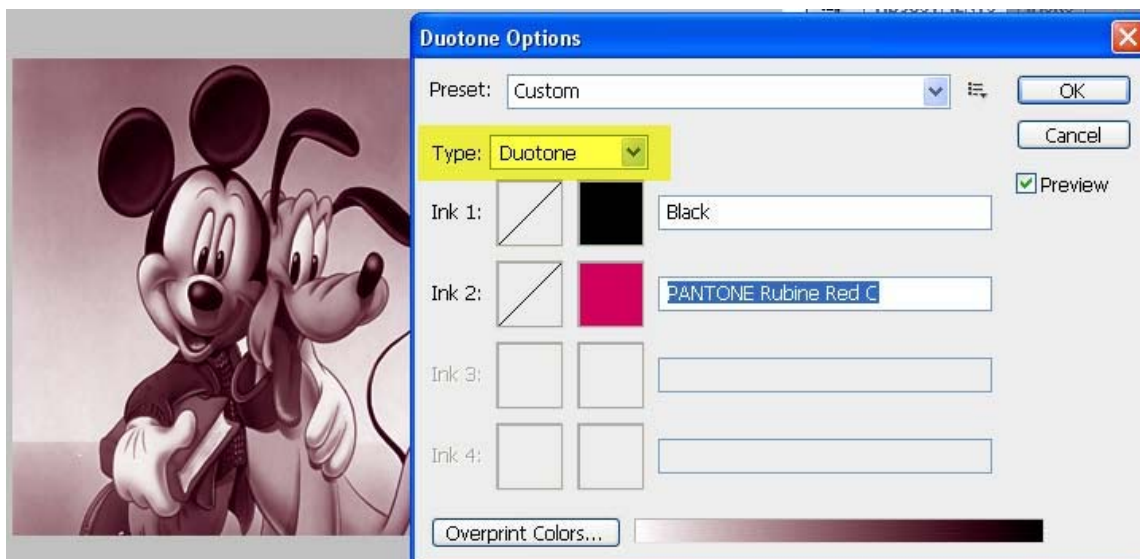 Duotone Options
Preset: Custom
OK
Type: Duotone
Cancel
Preview
Ink 1: Black
Ink 2: PANTONE Rubine Red C
Ink 3:
Ink 4:
Overprint Colors...